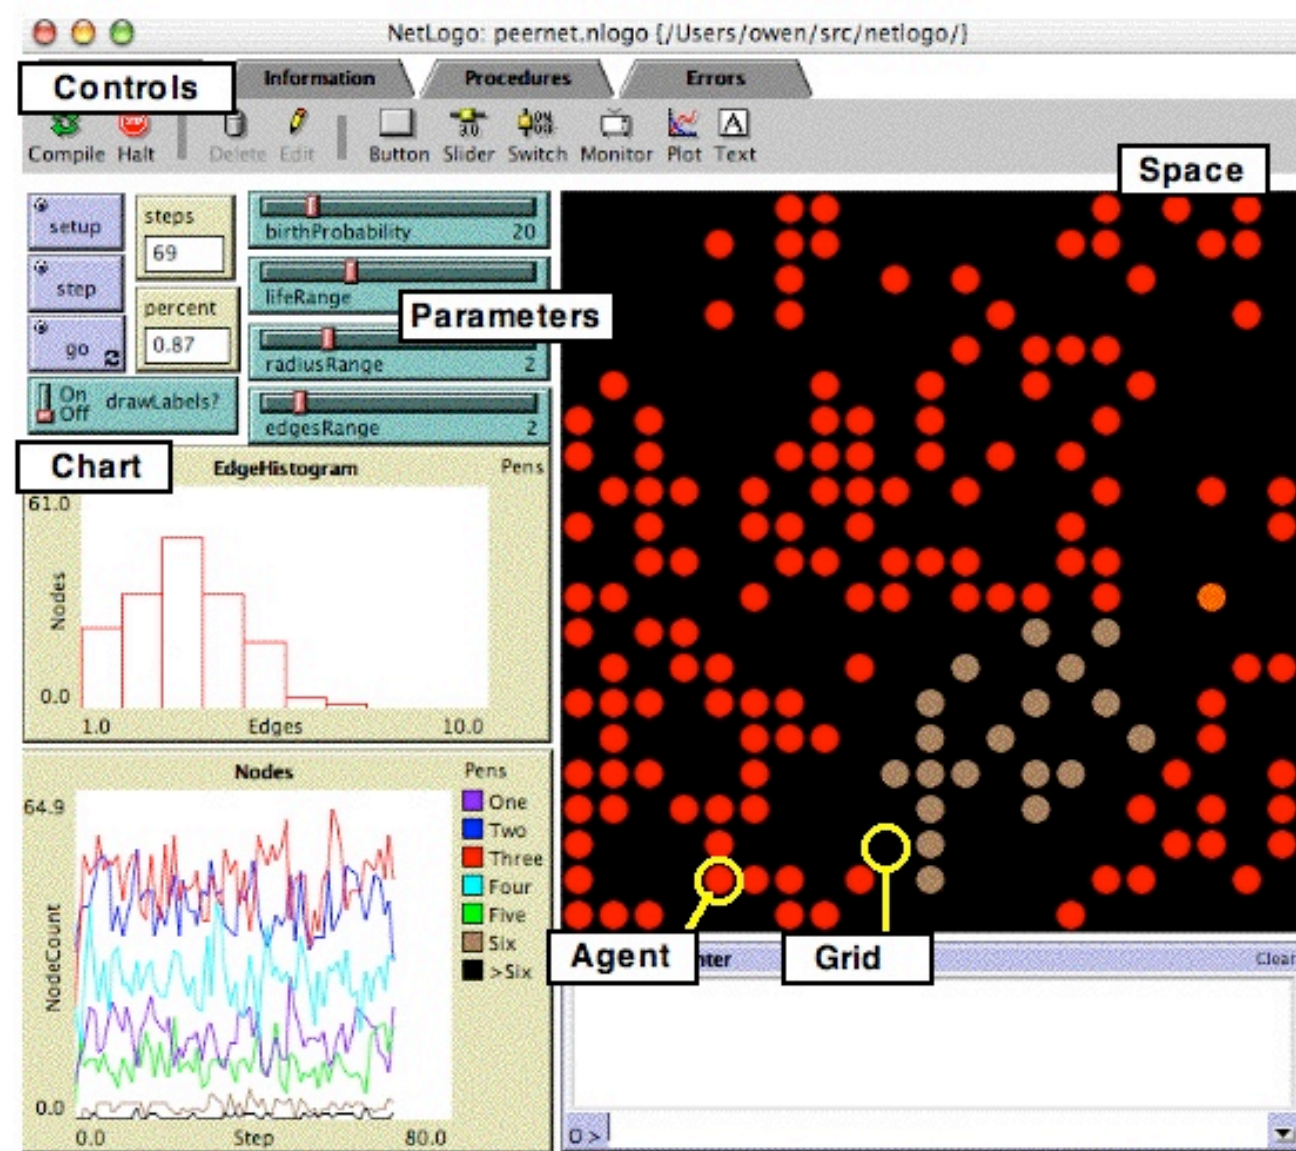 NetLogo: peernet.nlogo {/Users/owen/src/netlogo/}
Controls
Information
Procedures
Errors
Compile
Halt
Delete
Edit
Button
Slider
Switch
Monitor
Plot
Text
Space
setup
steps
69
birthProbability
20
step
lifeRange
percent
0.87
Parameters
go
radiusRange
2
On
Off
drawLabels?
edgesRange
2
Chart
EdgeHistogram
Pens
61.0
Nodes
0.0
1.0
Edges
10.0
Nodes
Pens
64.9
One
Two
Three
Four
Five
Six
>Six
NodeCount
0.0
0.0
Step
80.0
Agent
Grid
Clear
O>